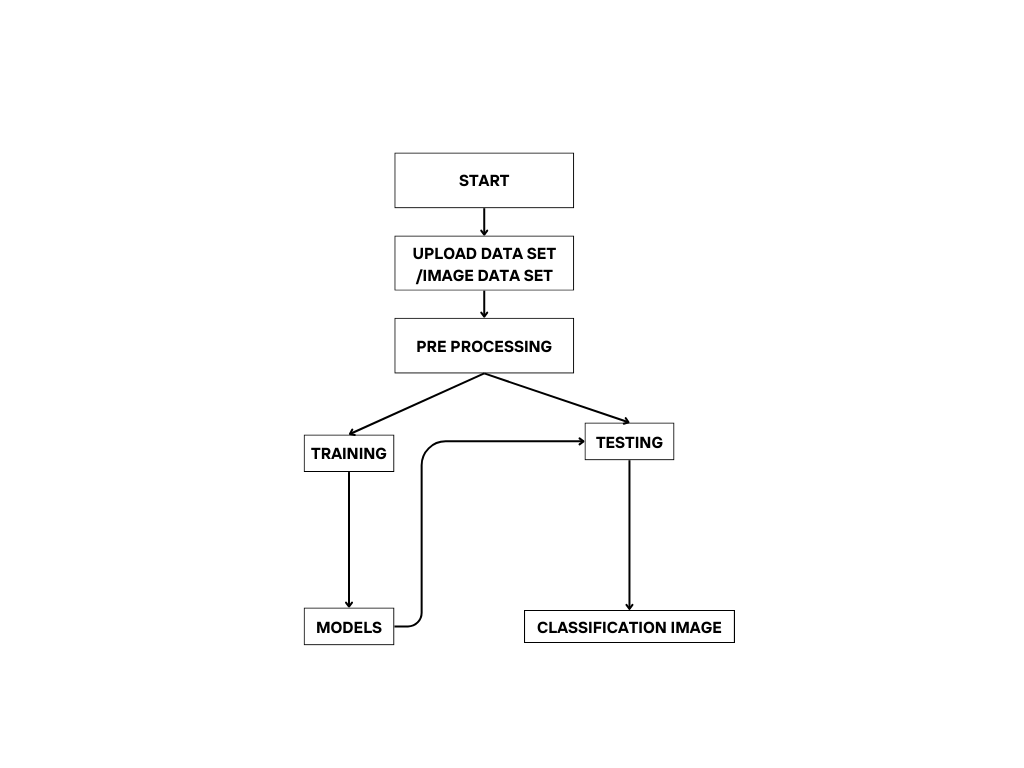 START
UPLOAD DATA SET
/IMAGE DATA SET
PRE PROCESSING
TRAINING
TESTING
MODELS
CLASSIFICATION IMAGE